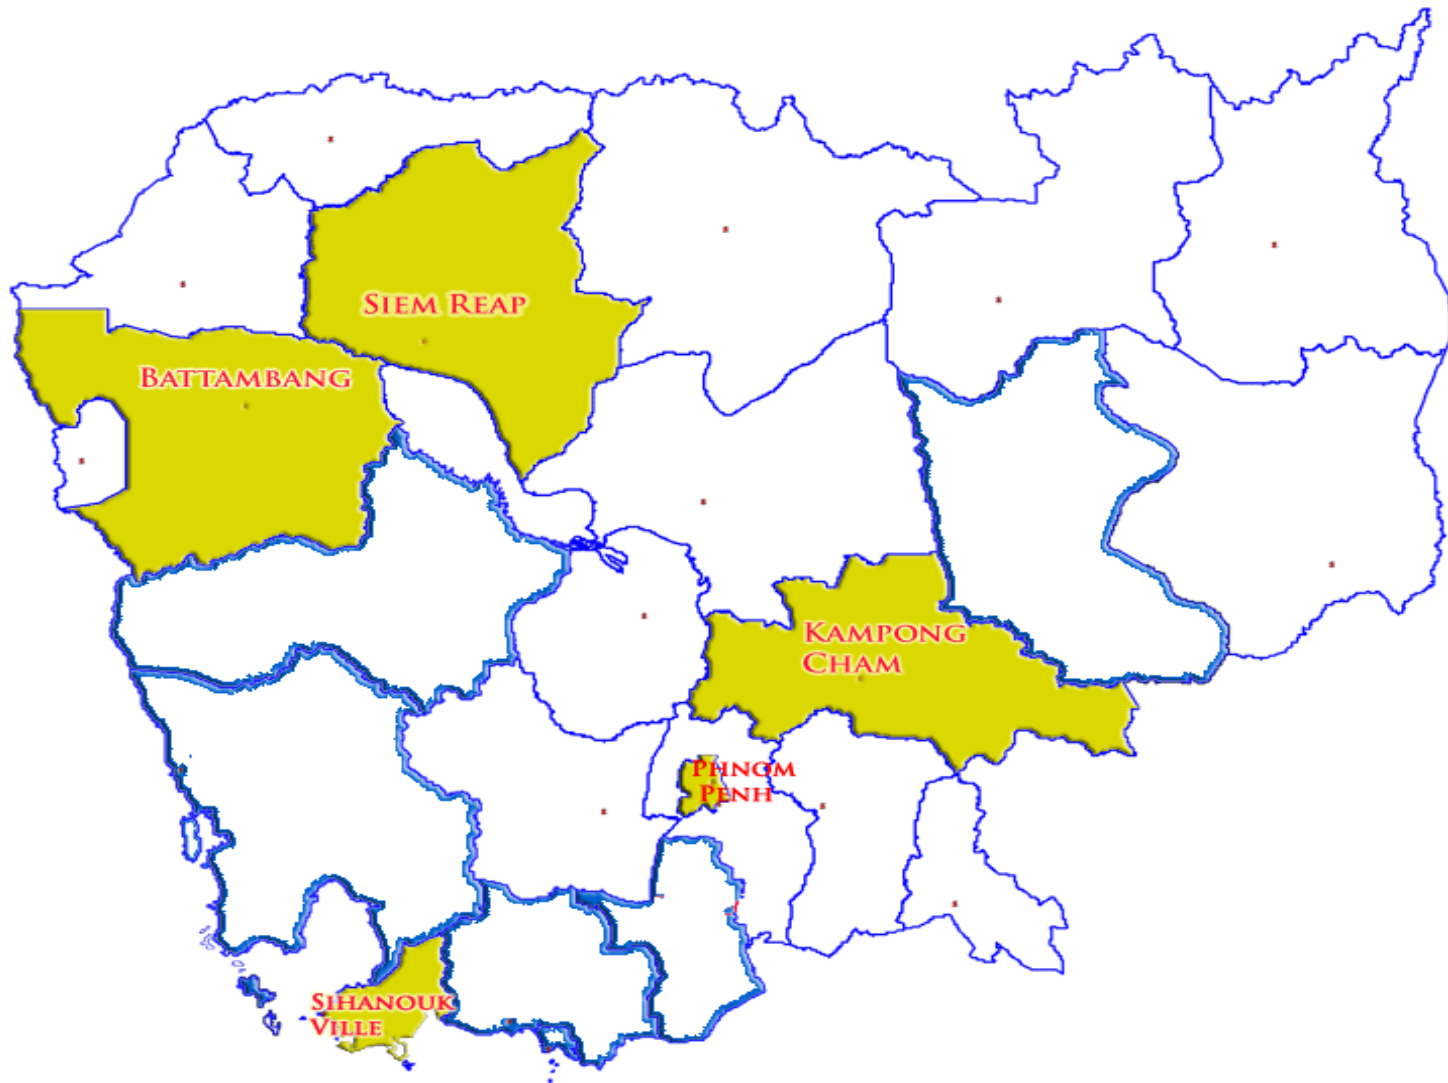 SIEM REAP
BATTAMBANG
KAMPONG
CHAM
PHNOM
PENH
SIHANOUK
VILLE